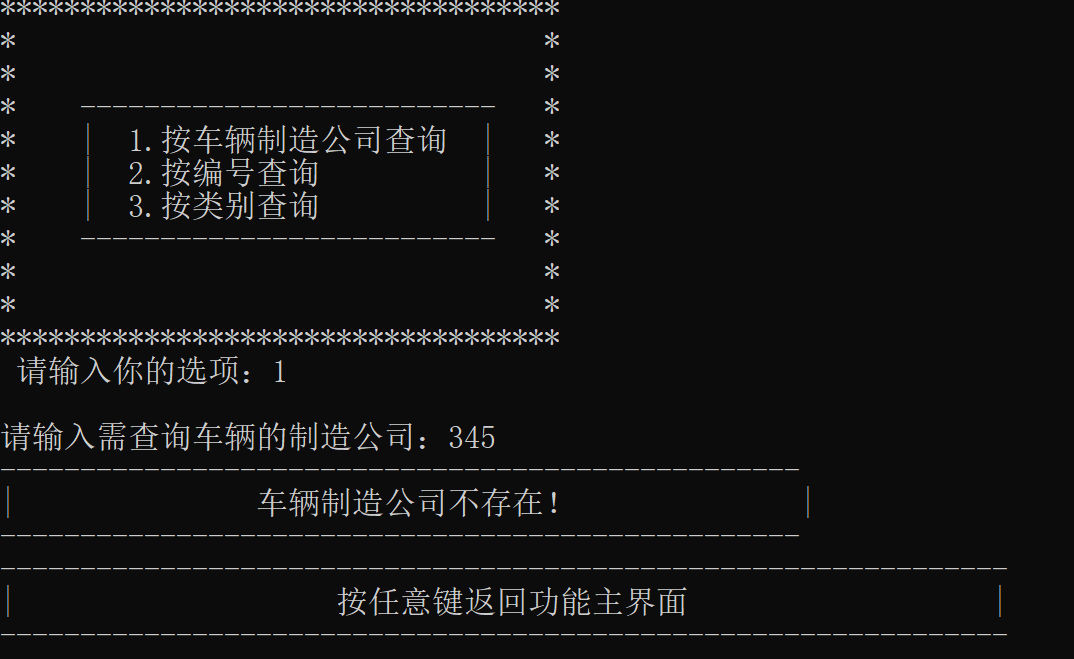 ***********************************
* *
* *
* -------------------------- *
* | 1.按车辆制造公司查询 | *
* | 2.按编号查询 | *
* | 3.按类别查询 | *
* -------------------------- *
* *
* *
***********************************
请输入你的选项：1
请输入需查询车辆的制造公司：345
--------------------------------------------------
| 车辆制造公司不存在！ |
--------------------------------------------------
---------------------------------------------------------------
| 按任意键返回功能主界面 |
---------------------------------------------------------------